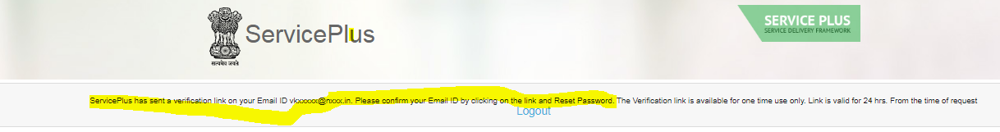 ServicePlus
SERVICE PLUS
SERVICE DELIVERY FRAMEWORK
सत्यमेव जयते
ServicePlus has sent a verification link on your Email ID vkxxxxx@nxxx.in. Please confirm your Email ID by clicking on the link and Reset Password. The Verification link is available for one time use only. Link is valid for 24 hrs. From the time of request
Logout